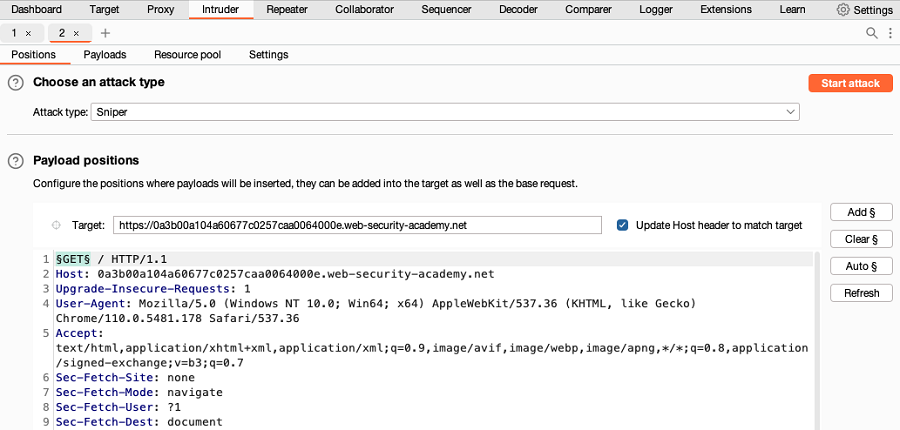 Dashboard Target Proxy Intruder Repeater Collaborator Sequencer Decoder Comparer Logger Extensions Learn Settings
1 × 2 × +
Positions Payloads Resource pool Settings
? Choose an attack type Start attack
Attack type: Sniper
? Payload positions
Configure the positions where payloads will be inserted, they can be added into the target as well as the base request.
Target: https://0a3b00a104a60677c0257caa0064000e.web-security-academy.net Update Host header to match target
Add §
Clear §
Auto §
Refresh
1 §GET§ / HTTP/1.1
2 Host: 0a3b00a104a60677c0257caa0064000e.web-security-academy.net
3 Upgrade-Insecure-Requests: 1
4 User-Agent: Mozilla/5.0 (Windows NT 10.0; Win64; x64) AppleWebKit/537.36 (KHTML, like Gecko)
Chrome/110.0.5481.178 Safari/537.36
5 Accept:
text/html,application/xhtml+xml,application/xml;q=0.9,image/avif,image/webp,image/apng,*/*;q=0.8,application
/signed-exchange;v=b3;q=0.7
6 Sec-Fetch-Site: none
7 Sec-Fetch-Mode: navigate
8 Sec-Fetch-User: ?1
9 Sec-Fetch-Dest: document